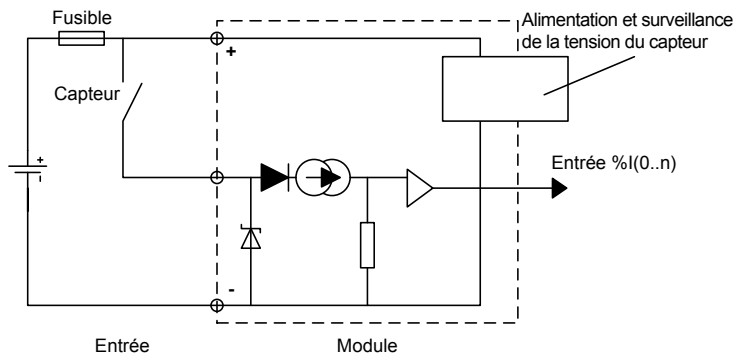 Fusible
Alimentation et surveillance
de la tension du capteur
+
Capteur
+
-
Entrée %I(0..n)
-
Entrée
Module